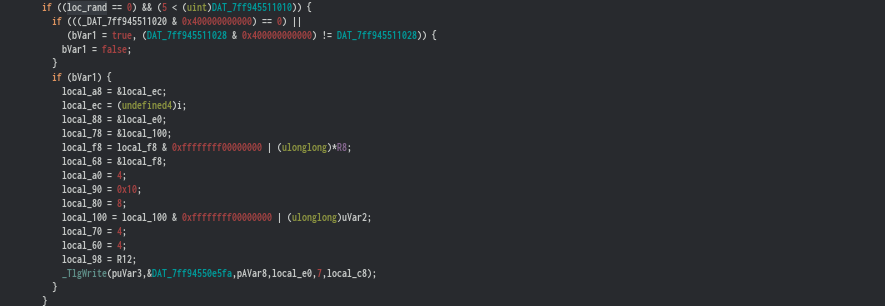 if ((loc_rand == 0) && (5 < (uint)DAT_7ff945511010)) {
if (((_DAT_7ff945511020 & 0x400000000000) == 0) ||
(bVar1 = true, (DAT_7ff945511028 & 0x400000000000) != DAT_7ff945511028)) {
bVar1 = false;
}
if (bVar1) {
local_a8 = &local_ec;
local_ec = (undefined4)i;
local_88 = &local_e0;
local_78 = &local_100;
local_f8 = local_f8 & 0xffffffff00000000 | (ulonglong)*R8;
local_68 = &local_f8;
local_a0 = 4;
local_90 = 0x10;
local_80 = 8;
local_100 = local_100 & 0xffffffff00000000 | (ulonglong)uVar2;
local_70 = 4;
local_60 = 4;
local_98 = R12;
_TlgWrite(puVar3,&DAT_7ff94550e5fa,pAVar8,local_e0,7,local_c8);
}
}